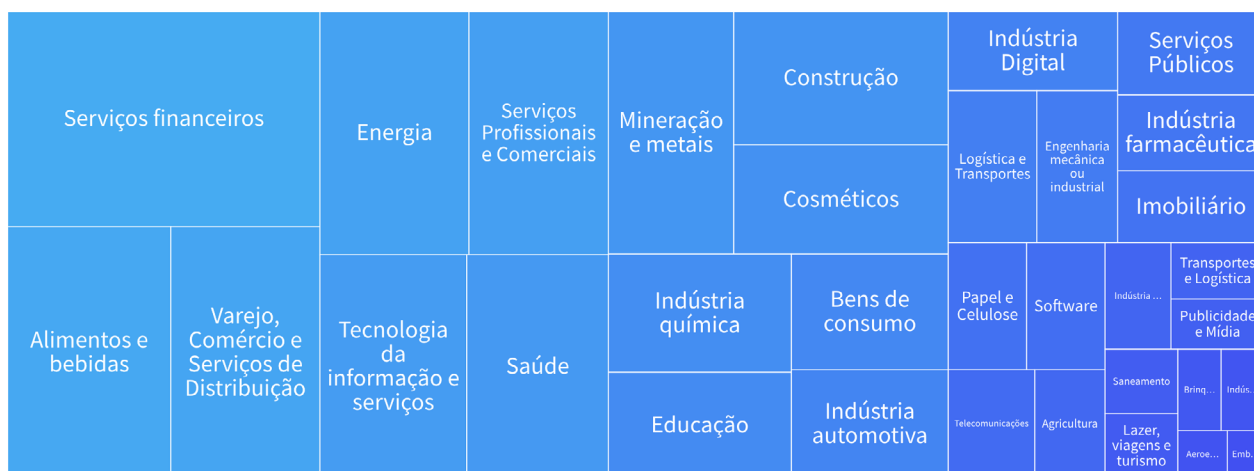 Serviços financeiros
Alimentos e
bebidas
Varejo,
Comércio e
Serviços de
Distribuição
Energia
Serviços
Profissionais
e Comerciais
Tecnologia
da
informação e
serviços
Saúde
Mineração
e metais
Construção
Cosméticos
Indústria
química
Educação
Bens de
consumo
Indústria
automotiva
Indústria
Digital
Logística e
Transportes
Engenharia
mecânica
ou
industrial
Serviços
Públicos
Indústria
farmacêutica
Imobiliário
Papel e
Celulose
Software
Telecomunicações
Agricultura
Indústria ...
Transportes
e Logística
Publicidade
e Mídia
Saneamento
Lazer,
viagens e
turismo
Brinq...
Indús...
Aeroe...
Emb...